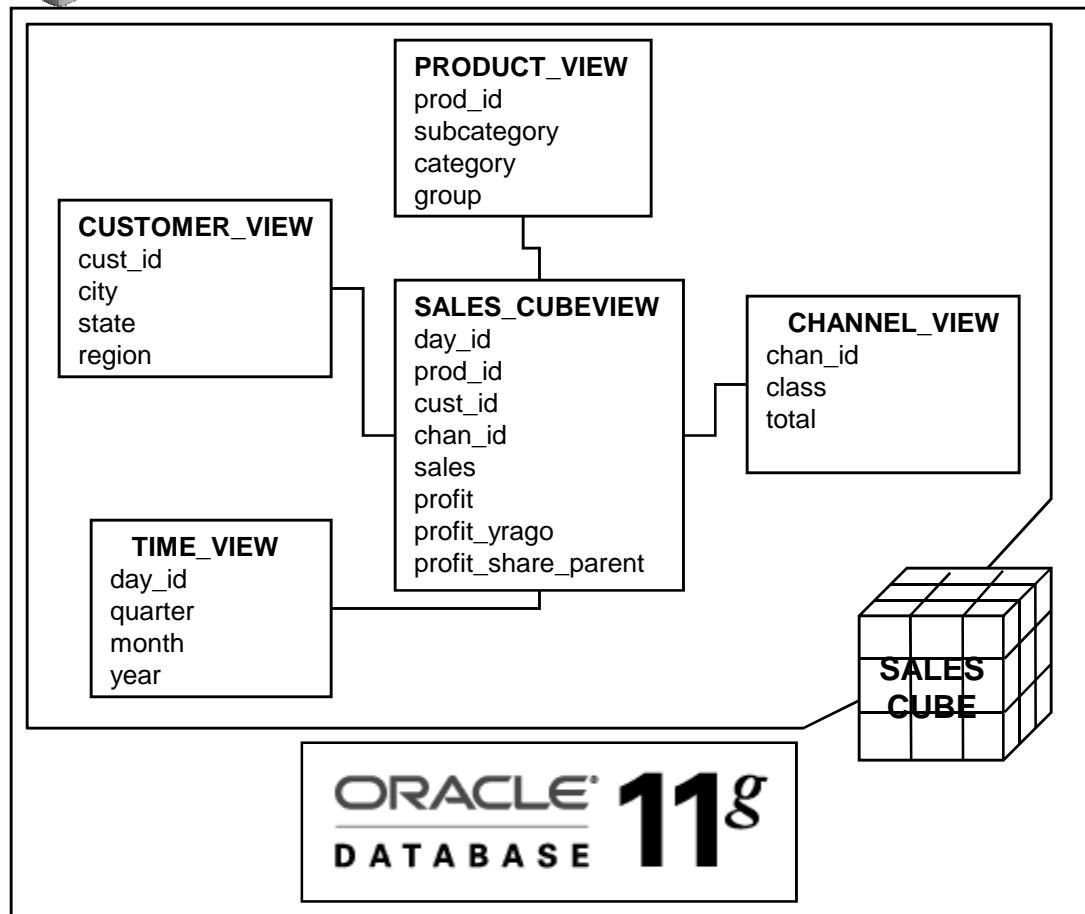 PRODUCT_VIEW
prod_id
subcategory
category
group
CUSTOMER_VIEW
cust_id
city
state
region
SALES_CUBEVIEW
day_id
prod_id
cust_id
chan_id
sales
profit
profit_yrago
profit_share_parent
CHANNEL_VIEW
chan_id
class
total
TIME_VIEW
day_id
quarter
month
year
SALES
CUBE
ORACLE®
DATABASE
11g